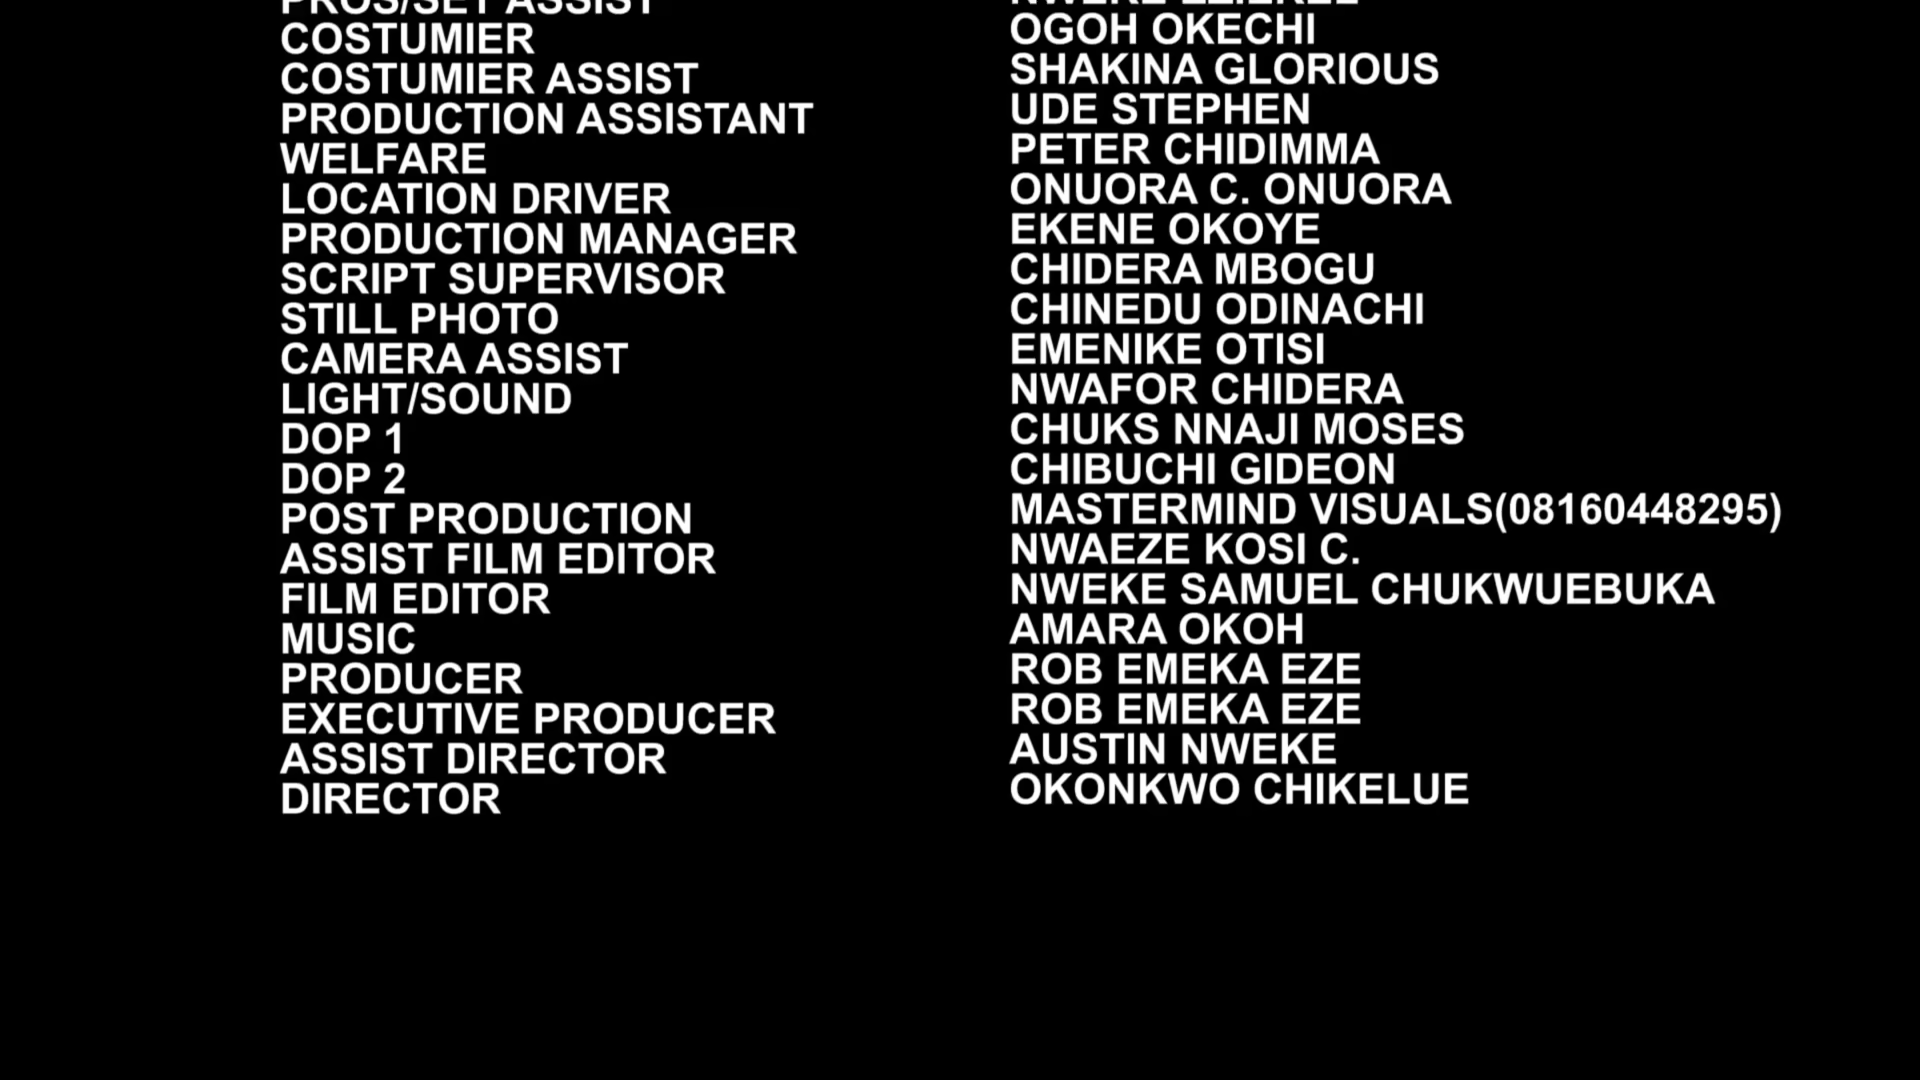 PROS/SET ASSIST
COSTUMIER OGOH OKECHI
COSTUMIER ASSIST SHAKINA GLORIOUS
PRODUCTION ASSISTANT UDE STEPHEN
WELFARE PETER CHIDIMMA
LOCATION DRIVER ONUORA C. ONUORA
PRODUCTION MANAGER EKENE OKOYE
SCRIPT SUPERVISOR CHIDERA MBOGU
STILL PHOTO CHINEDU ODINACHI
CAMERA ASSIST EMENIKE OTISI
LIGHT/SOUND NWAFOR CHIDERA
DOP 1 CHUKS NNAJI MOSES
DOP 2 CHIBUCHI GIDEON
POST PRODUCTION MASTERMIND VISUALS(08160448295)
ASSIST FILM EDITOR NWAEZE KOSI C.
FILM EDITOR NWEKE SAMUEL CHUKWUEBUKA
MUSIC AMARA OKOH
PRODUCER ROB EMEKA EZE
EXECUTIVE PRODUCER ROB EMEKA EZE
ASSIST DIRECTOR AUSTIN NWEKE
DIRECTOR OKONKWO CHIKELUE